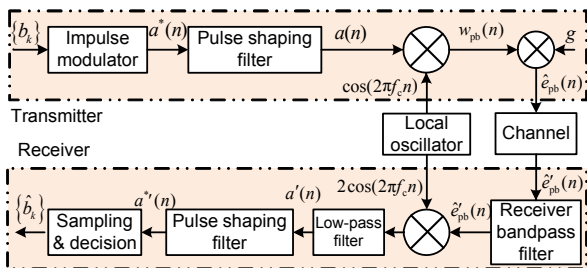 {b_k}
Impulse modulator
a*(n)
Pulse shaping filter
a(n)
w_pb(n)
g
cos(2πf_c n)
ê_pb(n)
Transmitter
Local oscillator
Channel
Receiver
2cos(2πf_c n)
ê′_pb(n)
{b̂_k}
Sampling & decision
a*′(n)
Pulse shaping filter
a′(n)
Low-pass filter
ê′_pb(n)
Receiver bandpass filter